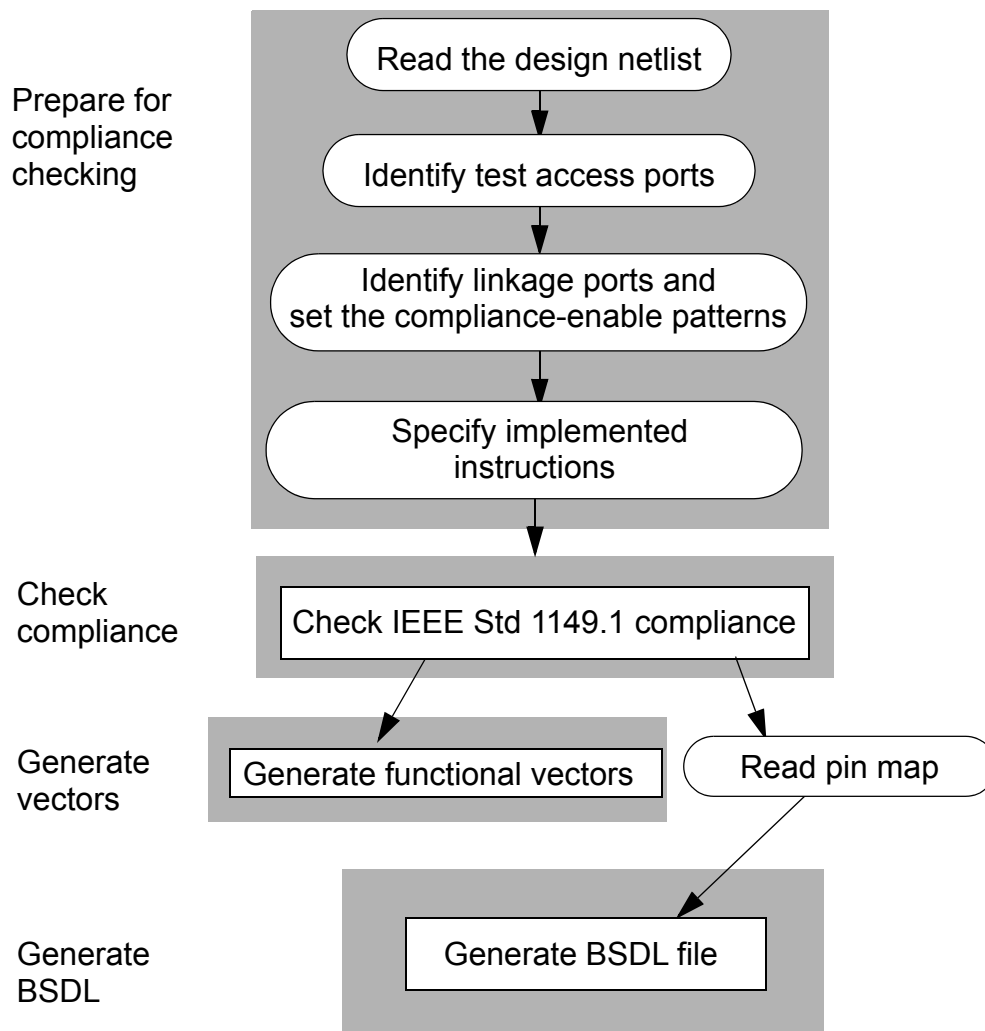 Prepare for
compliance
checking
Read the design netlist
Identify test access ports
Identify linkage ports and
set the compliance-enable patterns
Specify implemented
instructions
Check
compliance
Check IEEE Std 1149.1 compliance
Generate
vectors
Generate functional vectors
Read pin map
Generate
BSDL
Generate BSDL file